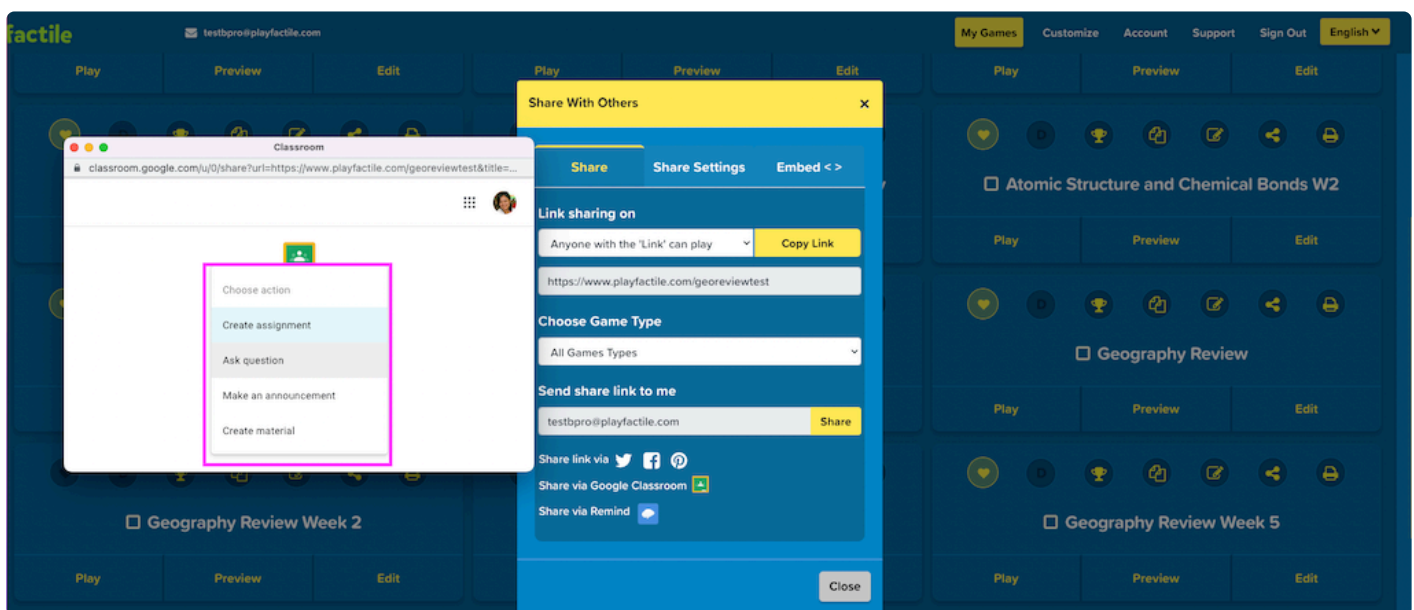 factile
testbpro@playfactile.com
My Games
Customize
Account
Support
Sign Out
English
Play
Preview
Edit
Play
Preview
Edit
Play
Preview
Edit
Share With Others
×
Classroom
classroom.google.com/u/0/share?url=https://www.playfactile.com/georeviewtest&title=...
Choose action
Create assignment
Ask question
Make an announcement
Create material
Share
Share Settings
Embed < >
Link sharing on
Anyone with the 'Link' can play
Copy Link
https://www.playfactile.com/georeviewtest
Choose Game Type
All Games Types
Send share link to me
testbpro@playfactile.com
Share
Share link via
Share via Google Classroom
Share via Remind
Close
D
Atomic Structure and Chemical Bonds W2
Play
Preview
Edit
D
Geography Review
Play
Preview
Edit
Geography Review Week 2
Play
Preview
Edit
D
Geography Review Week 5
Play
Preview
Edit